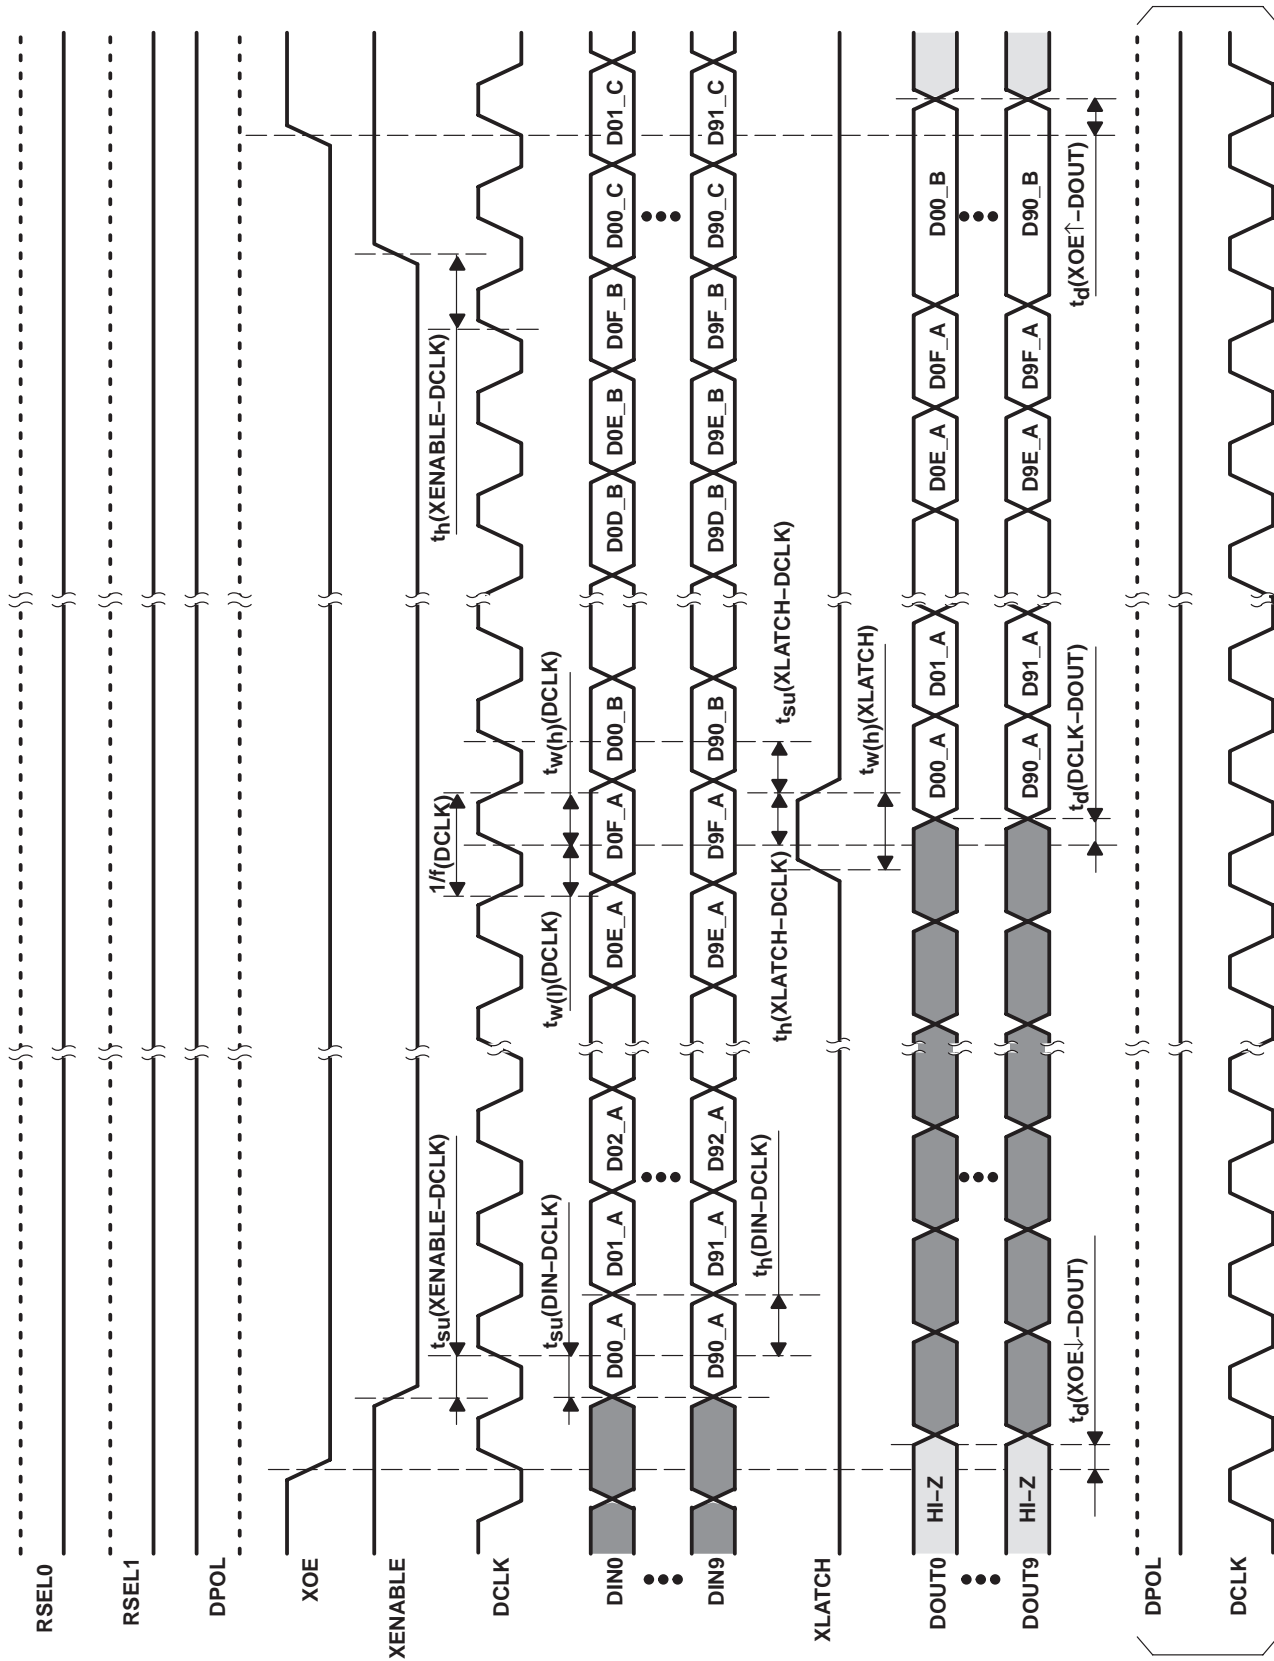 RSEL0
RSEL1
DPOL
XOE
XENABLE
th(XENABLE–DCLK)
tsu(XENABLE–DCLK)
1/f(DCLK)
DCLK
tsu(DIN–DCLK)
tw(l)(DCLK)
tw(h)(DCLK)
DIN0
D00_A
D01_A
D02_A
D0E_A
D0F_A
D00_B
D0D_B
D0E_B
D0F_B
D00_C
D01_C
DIN9
D90_A
D91_A
D92_A
D9E_A
D9F_A
D90_B
D9D_B
D9E_B
D9F_B
D90_C
D91_C
th(DIN–DCLK)
th(XLATCH–DCLK)
tsu(XLATCH–DCLK)
XLATCH
tw(h)(XLATCH)
DOUT0
HI–Z
D00_A
D01_A
D0E_A
D0F_A
D00_B
DOUT9
HI–Z
D90_A
D91_A
D9E_A
D9F_A
D90_B
td(XOE↓–DOUT)
td(DCLK–DOUT)
td(XOE↑–DOUT)
DPOL
DCLK